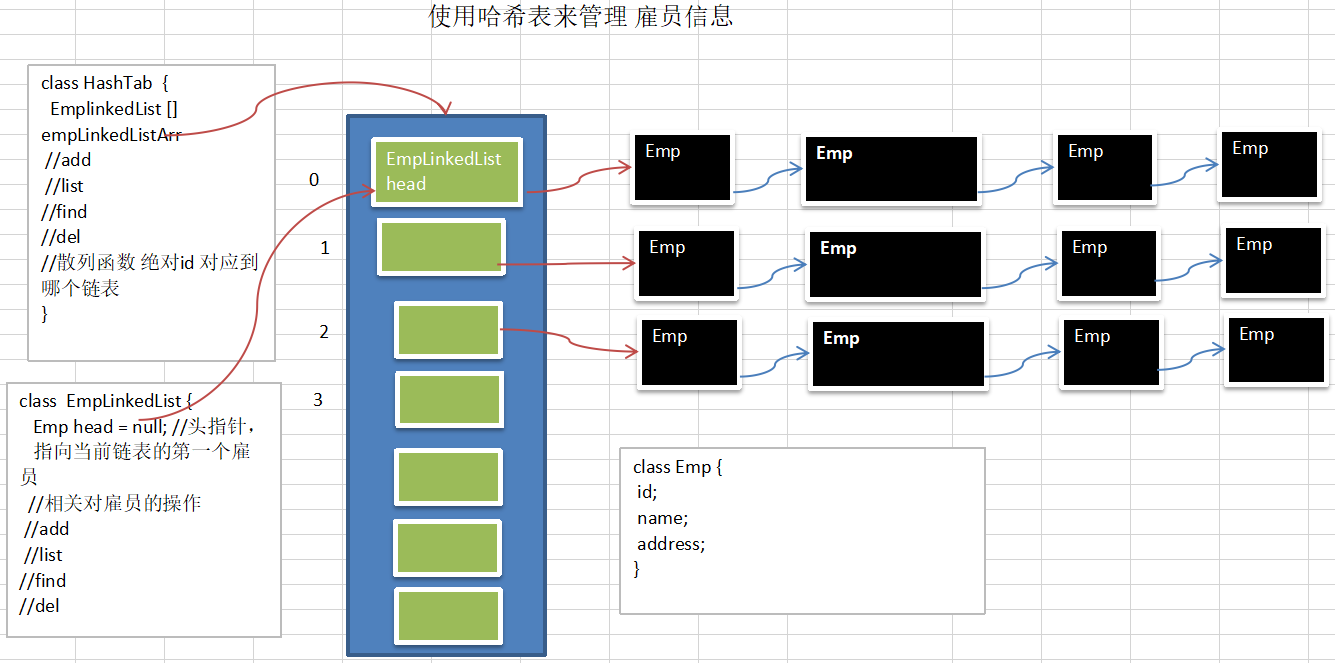 使用哈希表来管理 雇员信息
class HashTab {
EmplinkedList []
empLinkedListArr
//add
//list
//find
//del
//散列函数 绝对id 对应到
哪个链表
}
class EmpLinkedList {
Emp head = null; //头指针，
指向当前链表的第一个雇
员
//相关对雇员的操作
//add
//list
//find
//del
0
EmpLinkedList
head
Emp
Emp
Emp
Emp
1
Emp
Emp
Emp
Emp
2
Emp
Emp
Emp
Emp
3
class Emp {
id;
name;
address;
}